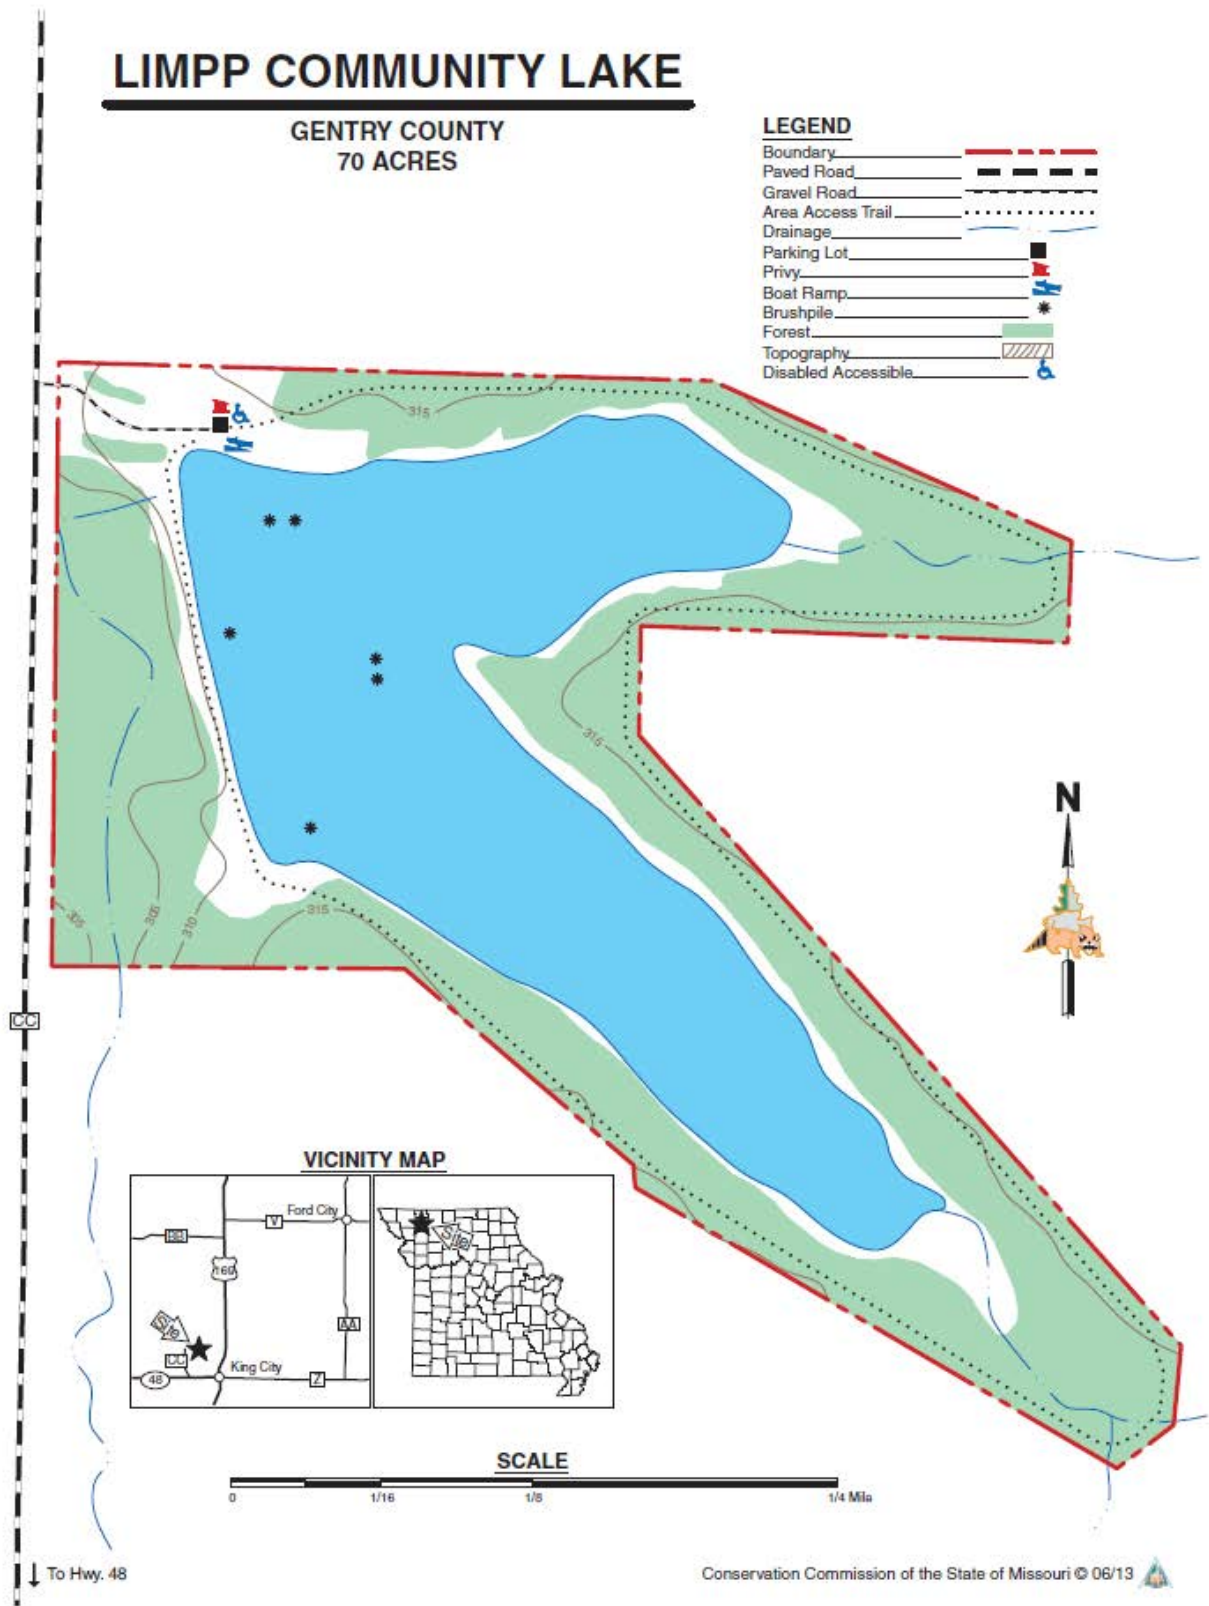 LIMPP COMMUNITY LAKE
GENTRY COUNTY
70 ACRES
LEGEND
Boundary
Paved Road
Gravel Road
Area Access Trail
Drainage
Parking Lot
Privy
Boat Ramp
Brushpile
Forest
Topography
Disabled Accessible
315
315
N
305
305
310
315
CC
VICINITY MAP
Ford City
V
BB
169
Site
AA
CC
King City
48
Z
Site
SCALE
0
1/16
1/8
1/4 Mile
To Hwy. 48
Conservation Commission of the State of Missouri © 06/13